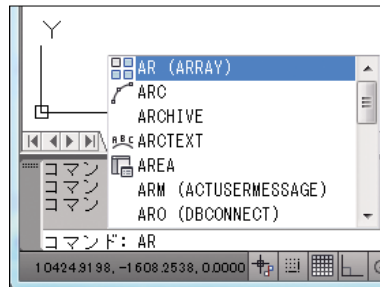 Y
AR (ARRAY)
ARC
ARCHIVE
ABC ARCTEXT
AREA
ARM (ACTUSERMESSAGE)
ARO (DBCONNECT)
コマン
コマン
コマン
コマンド: AR
10424.9198, -1608.2538, 0.0000